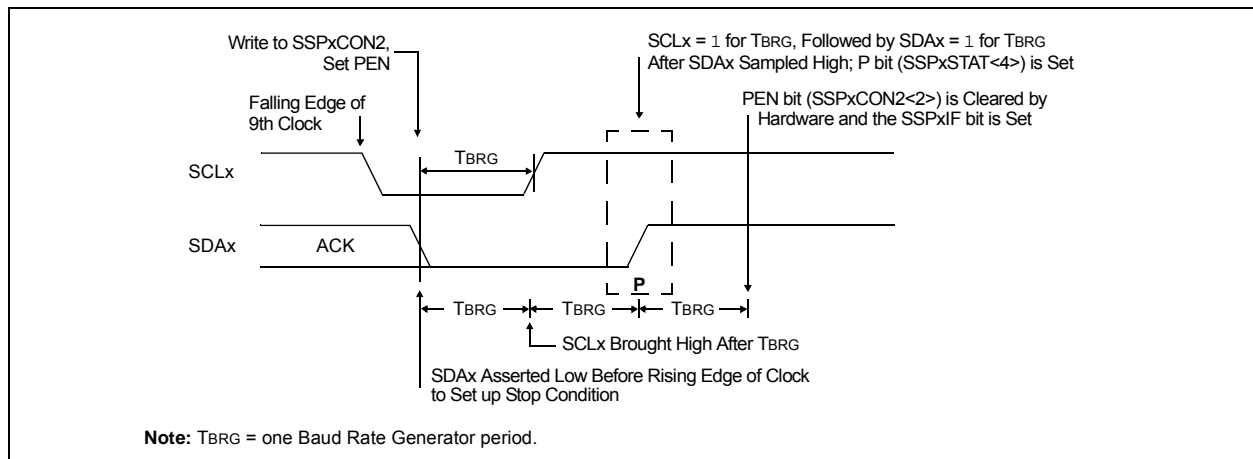 Write to SSPxCON2,
Set PEN
SCLx = 1 for TBRG, Followed by SDAx = 1 for TBRG
After SDAx Sampled High; P bit (SSPxSTAT<4>) is Set
Falling Edge of
9th Clock
PEN bit (SSPxCON2<2>) is Cleared by
Hardware and the SSPxIF bit is Set
SCLx
TBRG
SDAx
ACK
P
TBRG
TBRG
TBRG
SCLx Brought High After TBRG
SDAx Asserted Low Before Rising Edge of Clock
to Set up Stop Condition
Note: TBRG = one Baud Rate Generator period.